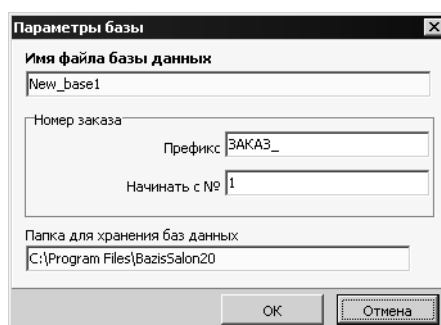 Параметры базы
Имя файла базы данных
New_base1
Номер заказа
Префикс ЗАКАЗ_
Начинать с № 1
Папка для хранения баз данных
C:\Program Files\BazisSalon20
OK Отмена